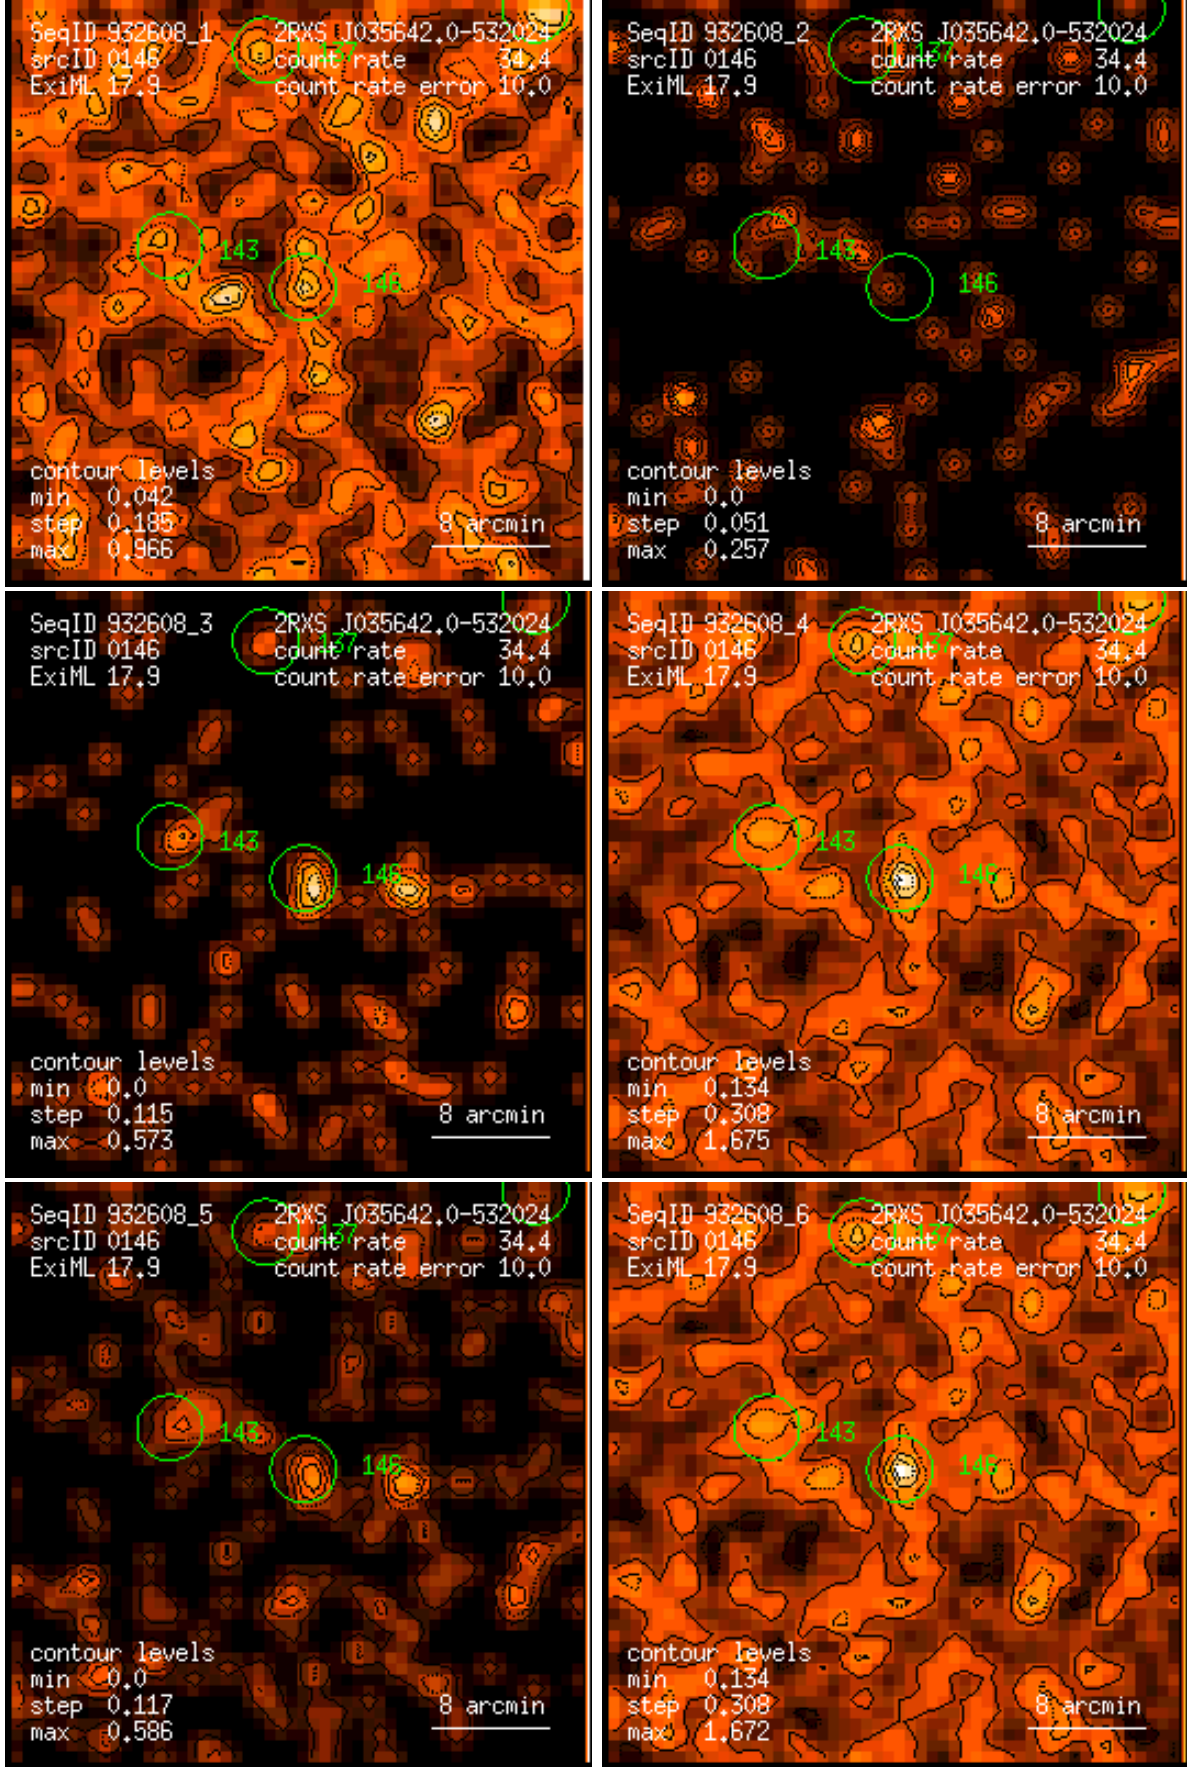 SeqID 932608_1 2RXS J035642.0-532024
srcID 0146 137 count rate 34.4
ExiML 17.9 count rate error 10.0
143
146
contour levels
min 0.042
step 0.185 8 arcmin
max 0.966
SeqID 932608_2 2RXS J035642.0-532024
srcID 0146 137 count rate 34.4
ExiML 17.9 count rate error 10.0
143
146
contour levels
min 0.0
step 0.051 8 arcmin
max 0.257
SeqID 932608_3 2RXS J035642.0-532024
srcID 0146 137 count rate 34.4
ExiML 17.9 count rate error 10.0
143
146
contour levels
min 0.0
step 0.115 8 arcmin
max 0.573
SeqID 932608_4 2RXS J035642.0-532024
srcID 0146 137 count rate 34.4
ExiML 17.9 count rate error 10.0
143
146
contour levels
min 0.134
step 0.308 8 arcmin
max 1.675
SeqID 932608_5 2RXS J035642.0-532024
srcID 0146 137 count rate 34.4
ExiML 17.9 count rate error 10.0
143
146
contour levels
min 0.0
step 0.117 8 arcmin
max 0.586
SeqID 932608_6 2RXS J035642.0-532024
srcID 0146 137 count rate 34.4
ExiML 17.9 count rate error 10.0
143
146
contour levels
min 0.134
step 0.308 8 arcmin
max 1.672